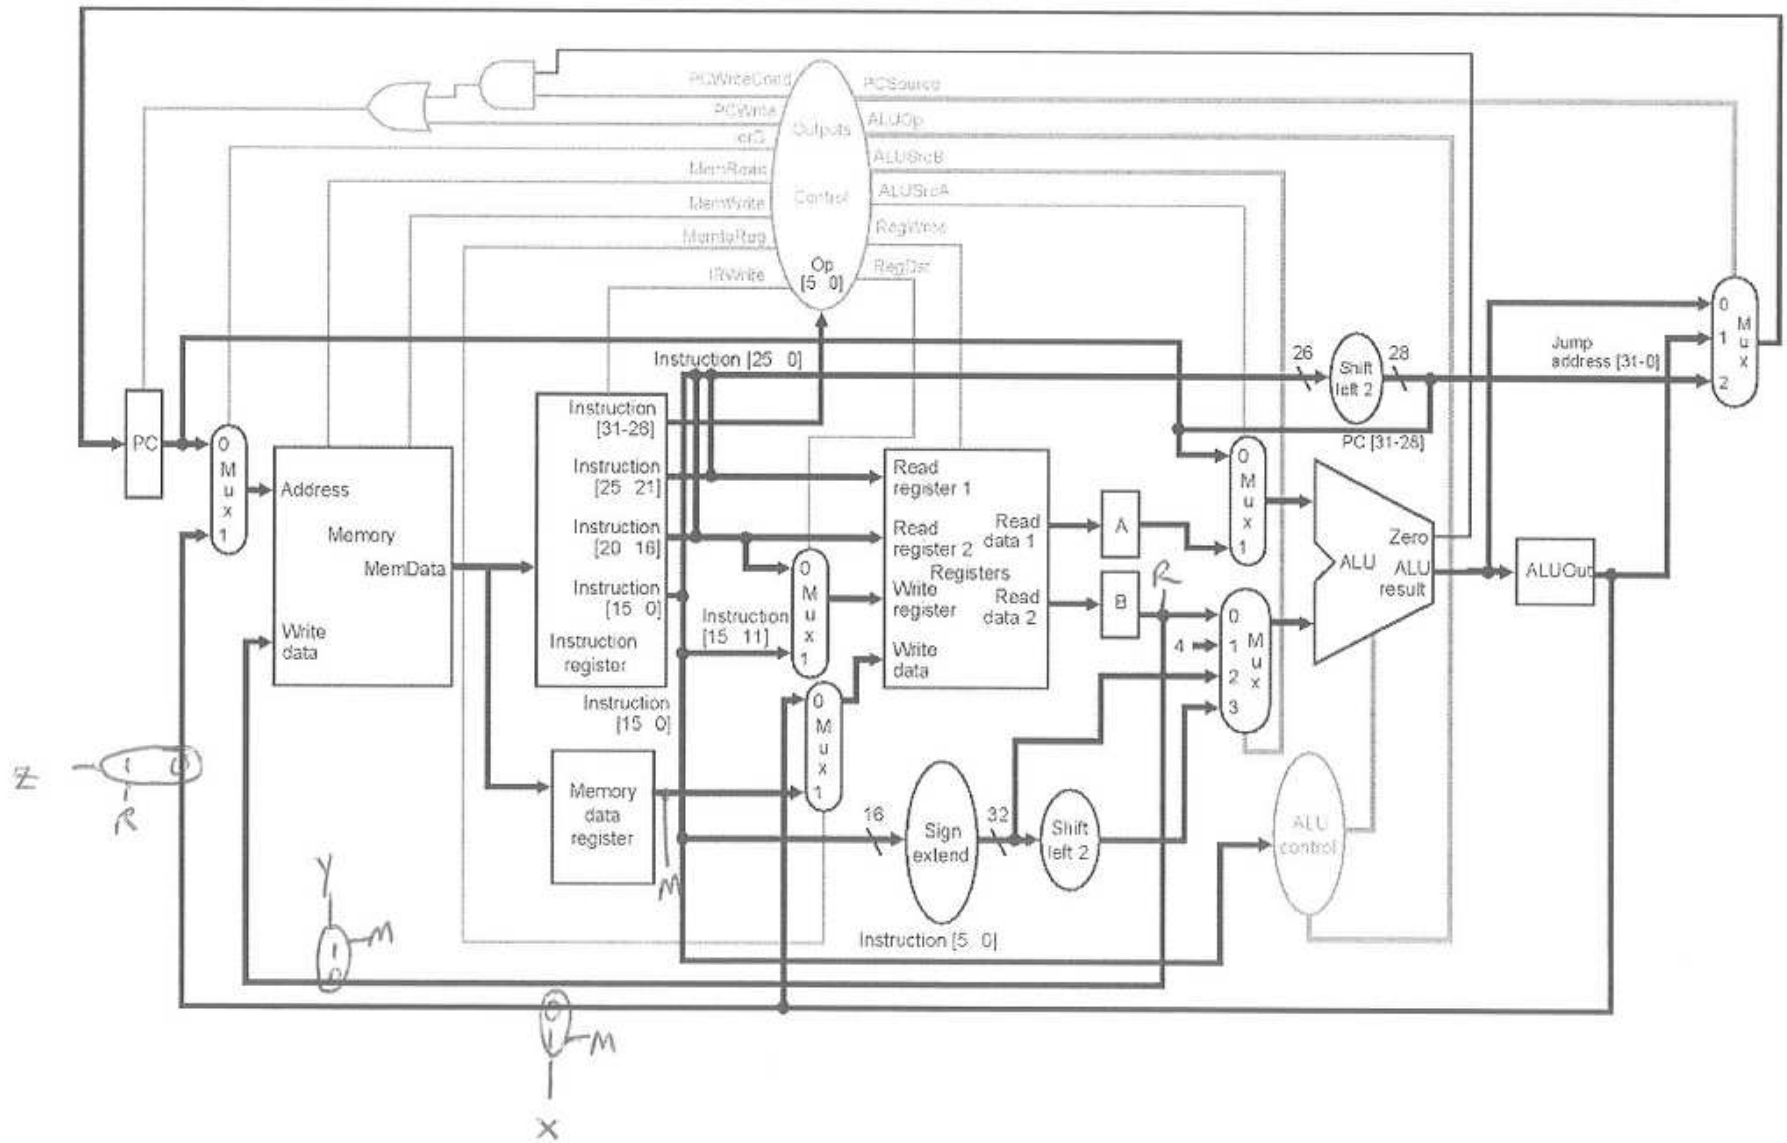 PCWriteCond
PCSource
PCWrite
Outputs
ALUOp
IorD
ALUSrcB
MemRead
ALUSrcA
Control
MemWrite
RegWrite
MemtoReg
RegDst
IRWrite
Op
[5 0]
0
M
u
x
1
2
26
Shift
left 2
28
Jump
address [31-0]
Instruction [25 0]
PC [31-28]
PC
0
M
u
x
1
Address
Memory
MemData
Write
data
Instruction
[31-26]
Instruction
[25 21]
Instruction
[20 16]
Instruction
[15 0]
Instruction
register
Instruction
[15 0]
Instruction
[15 11]
0
M
u
x
1
Read
register 1
Read
register 2
Registers
Write
register
Write
data
Read
data 1
Read
data 2
A
B
R
0
M
u
x
1
4
0
1
2
3
M
u
x
Zero
ALU
ALU
result
ALUOut
0
M
u
x
1
Memory
data
register
M
16
Sign
extend
32
Shift
left 2
ALU
control
Instruction [5 0]
Z
1 0
R
Y
1
0
M
0
1
M
X